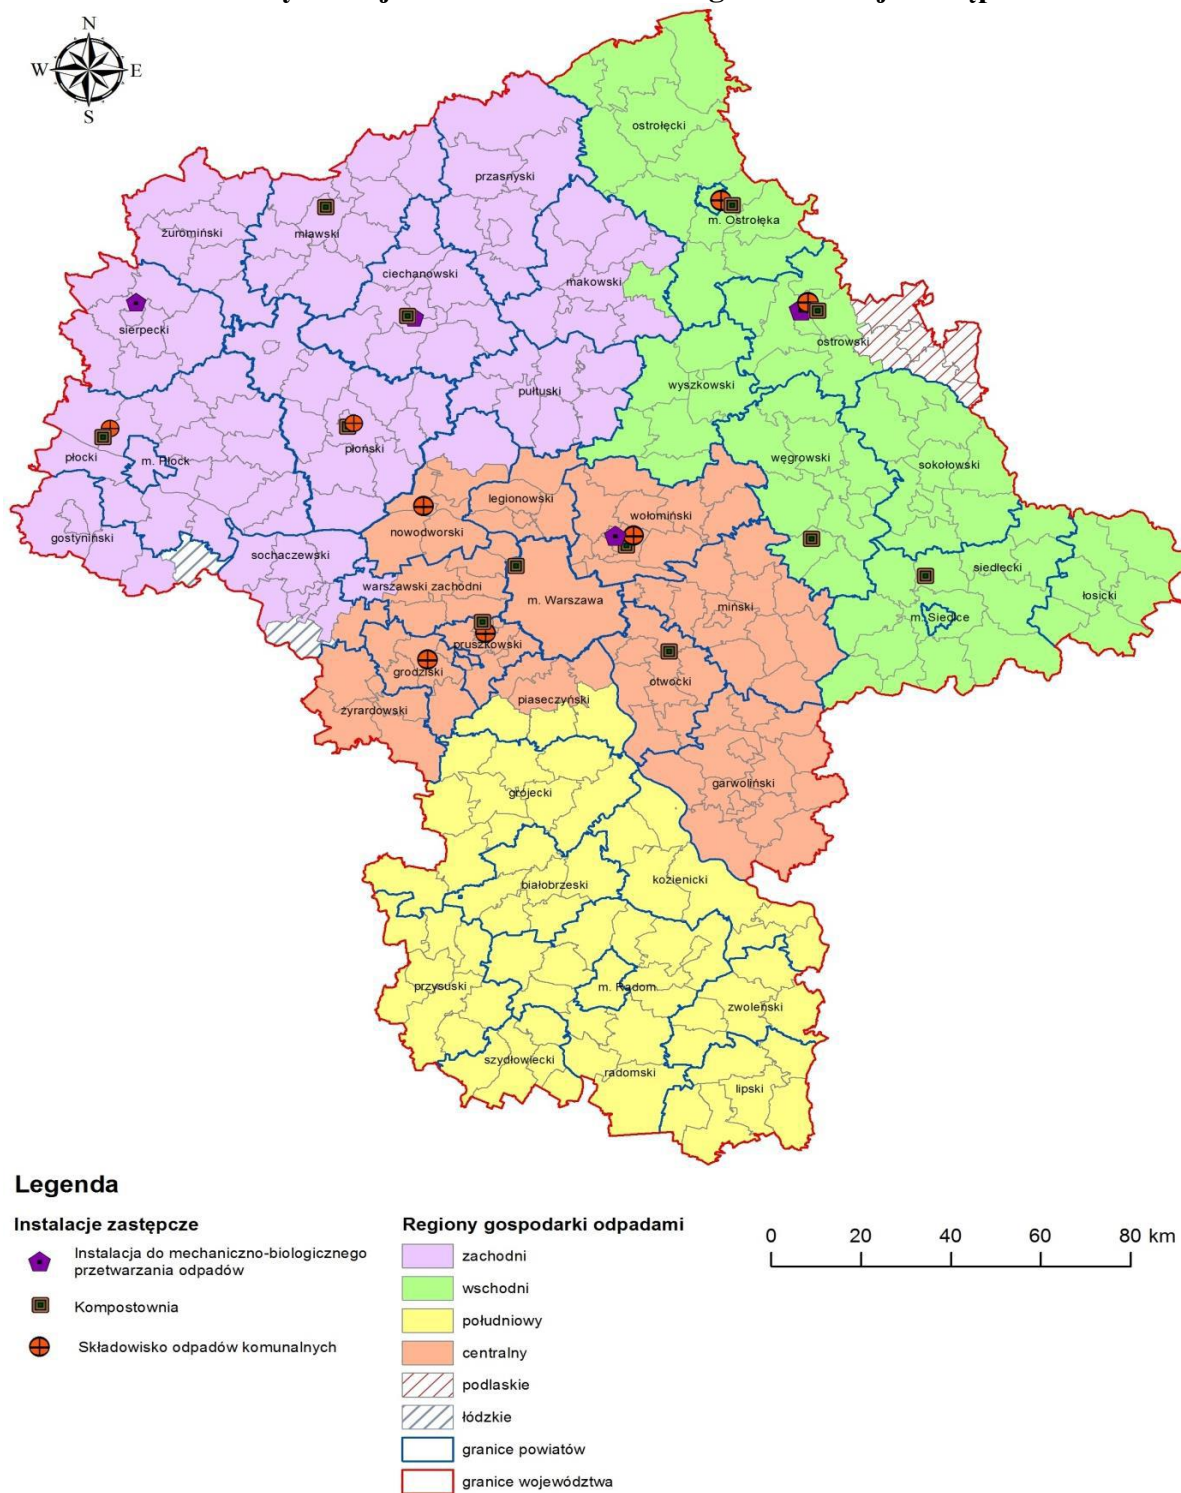 N
W E
S
ostrołęcki
przasnyski
m. Ostrołęka
żuromiński
mławski
ciechanowski
makowski
sierpecki
ostrowski
wyszkowski
pułtuski
płocki
m. Płock
płoński
węgrowski
sokołowski
legionowski
wołomiński
nowodworski
gostyniński
sochaczewski
siedlecki
warszawski zachodni
m. Warszawa
miński
łosicki
m. Siedlce
pruszkowski
grodziski
otwocki
piaseczyński
żyrardowski
garwoliński
grójecki
białobrzeski
kozienicki
przysuski
m. Radom
zwoleński
szydłowiecki
radomski
lipski
Legenda
Instalacje zastępcze
Instalacja do mechaniczno-biologicznego
przetwarzania odpadów
Kompostownia
Składowisko odpadów komunalnych
Regiony gospodarki odpadami
zachodni
wschodni
południowy
centralny
podlaskie
łódzkie
granice powiatów
granice województwa
0 20 40 60 80 km